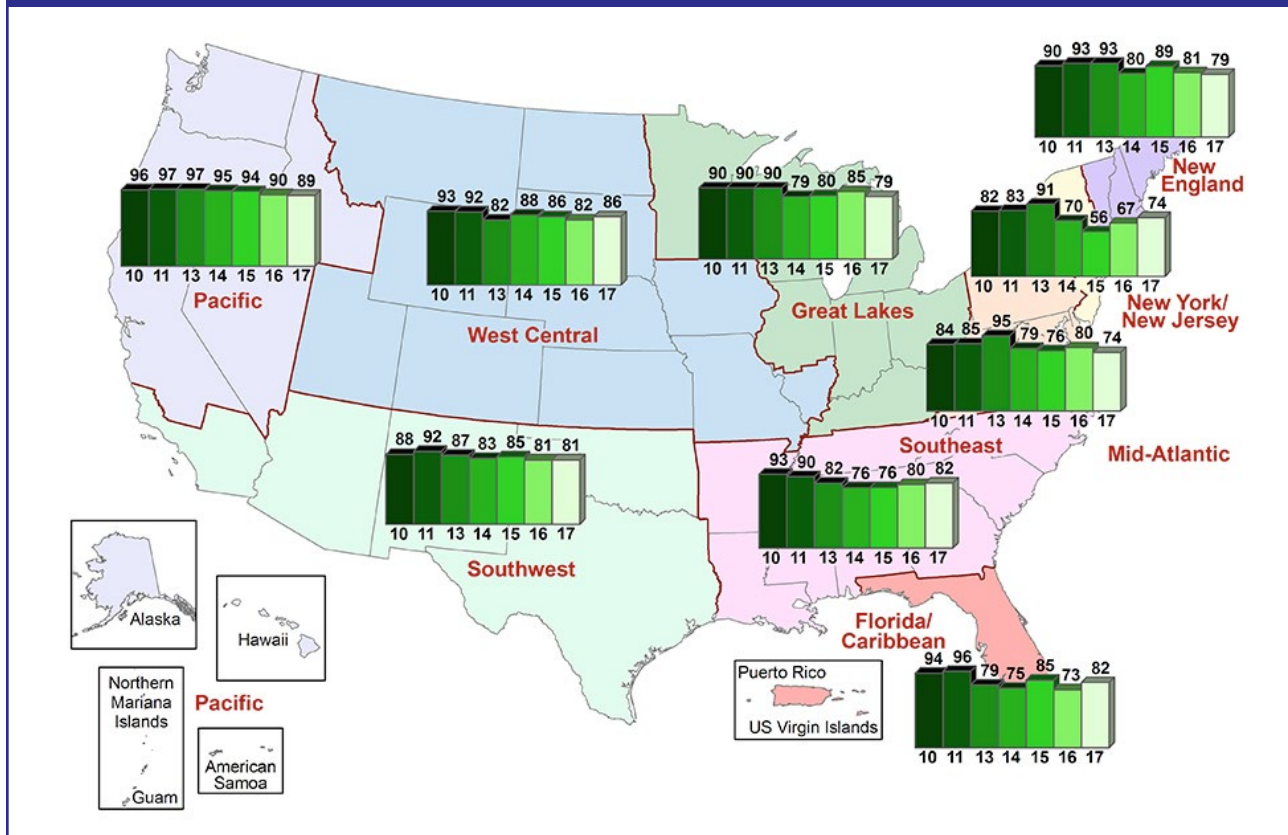 90 93 93 80 89 81 79
10 11 13 14 15 16 17
New
England
96 97 97 95 94 90 89
10 11 13 14 15 16 17
Pacific
93 92 82 88 86 82 86
10 11 13 14 15 16 17
West Central
90 90 90 79 80 85 79
10 11 13 14 15 16 17
Great Lakes
82 83 91 70 56 67 74
10 11 13 14 15 16 17
New York/
New Jersey
84 85 95 79 76 80 74
10 11 13 14 15 16 17
Mid-Atlantic
88 92 87 83 85 81 81
10 11 13 14 15 16 17
Southwest
Southeast
93 90 82 76 76 80 82
10 11 13 14 15 16 17
Florida/
Caribbean
94 96 79 75 85 73 82
10 11 13 14 15 16 17
Alaska
Hawaii
Northern
Mariana
Islands
Guam
Pacific
American
Samoa
Puerto Rico
US Virgin Islands